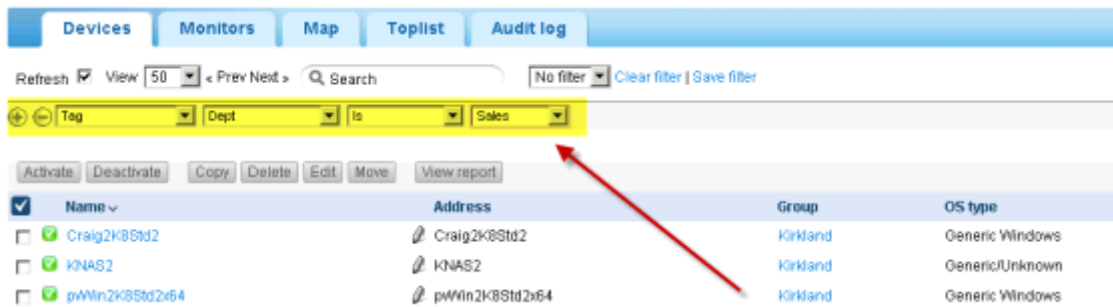 Devices Monitors Map Toplist Audit log
Refresh View 50 « Prev Next » Search No filter Clear filter | Save filter
Tag Dept Is Sales
Activate Deactivate Copy Delete Edit Move View report
Name Address Group OS type
Craig2K8Std2 Craig2K8Std2 Kirkland Generic Windows
KNAS2 KNAS2 Kirkland Generic/Unknown
pwWin2K8Std2x64 pwWin2K8Std2x64 Kirkland Generic Windows